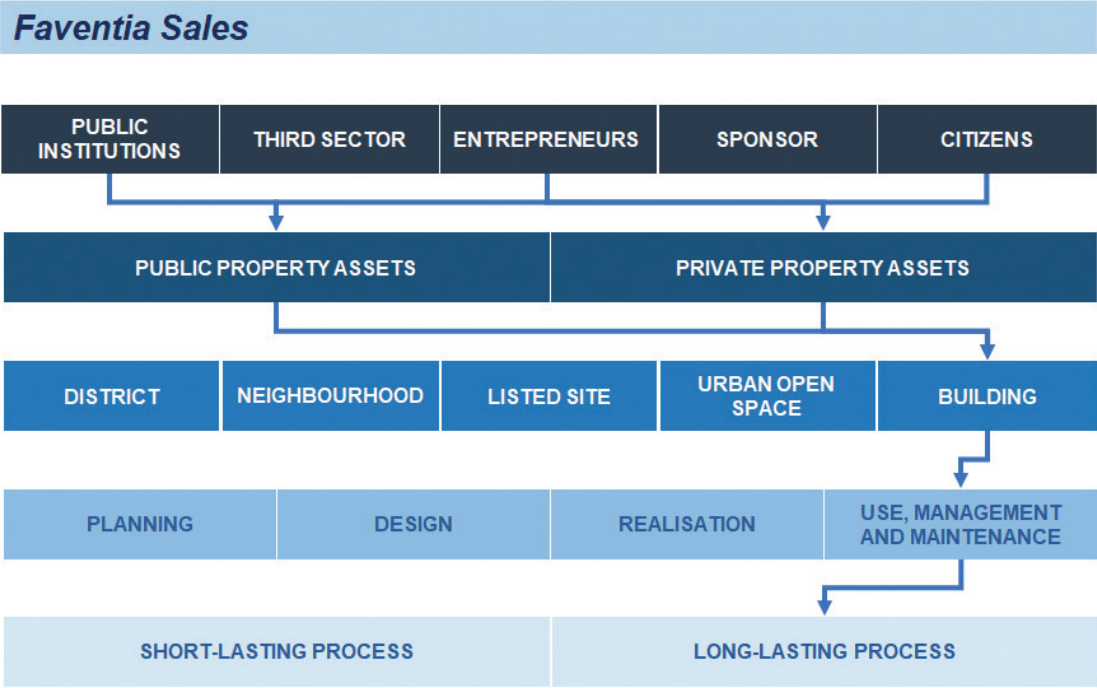 Faventia Sales
PUBLIC
INSTITUTIONS
THIRD SECTOR
ENTREPRENEURS
SPONSOR
CITIZENS
PUBLIC PROPERTY ASSETS
PRIVATE PROPERTY ASSETS
DISTRICT
NEIGHBOURHOOD
LISTED SITE
URBAN OPEN
SPACE
BUILDING
PLANNING
DESIGN
REALISATION
USE, MANAGEMENT
AND MAINTENANCE
SHORT-LASTING PROCESS
LONG-LASTING PROCESS